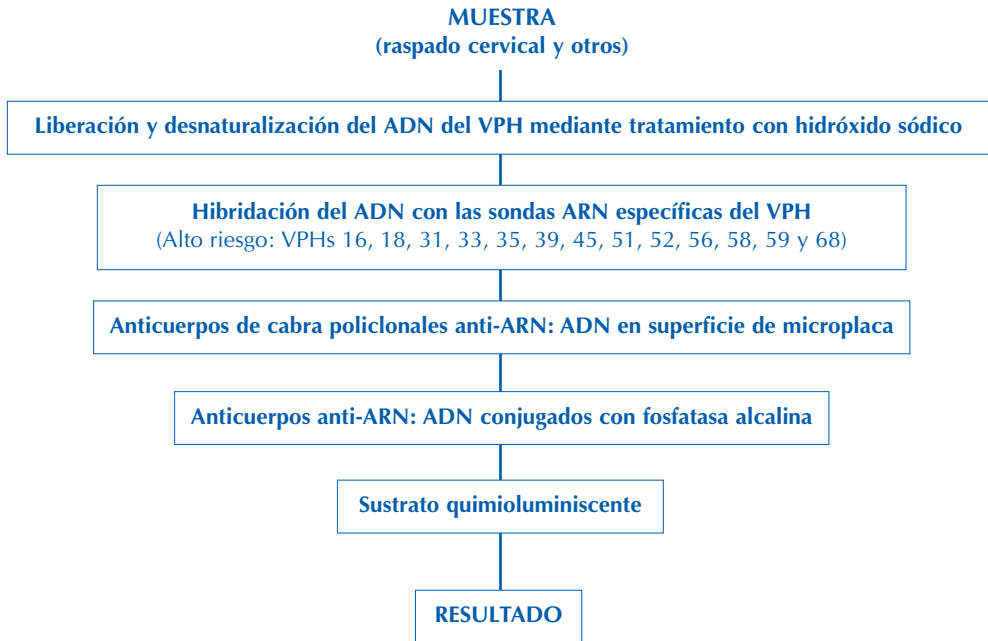 MUESTRA
(raspado cervical y otros)
Liberación y desnaturalización del ADN del VPH mediante tratamiento con hidróxido sódico
Hibridación del ADN con las sondas ARN específicas del VPH
(Alto riesgo: VPHs 16, 18, 31, 33, 35, 39, 45, 51, 52, 56, 58, 59 y 68)
Anticuerpos de cabra policlonales anti-ARN: ADN en superficie de microplaca
Anticuerpos anti-ARN: ADN conjugados con fosfatasa alcalina
Sustrato quimioluminiscente
RESULTADO